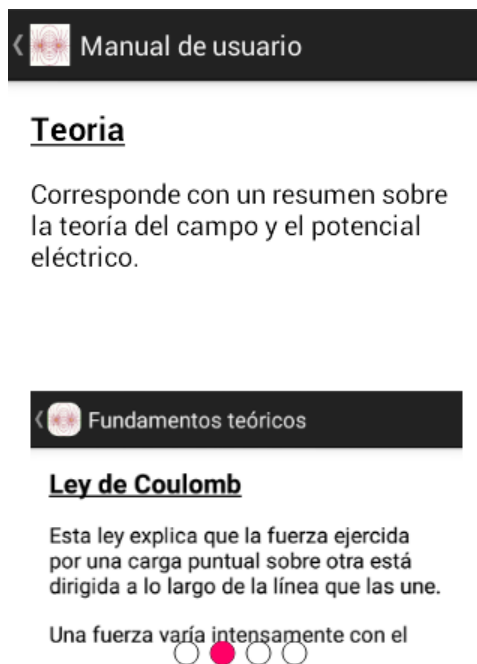 Manual de usuario
Teoria
Corresponde con un resumen sobre
la teoría del campo y el potencial
eléctrico.
Fundamentos teóricos
Ley de Coulomb
Esta ley explica que la fuerza ejercida
por una carga puntual sobre otra está
dirigida a lo largo de la línea que las une.
Una fuerza varía intensamente con el